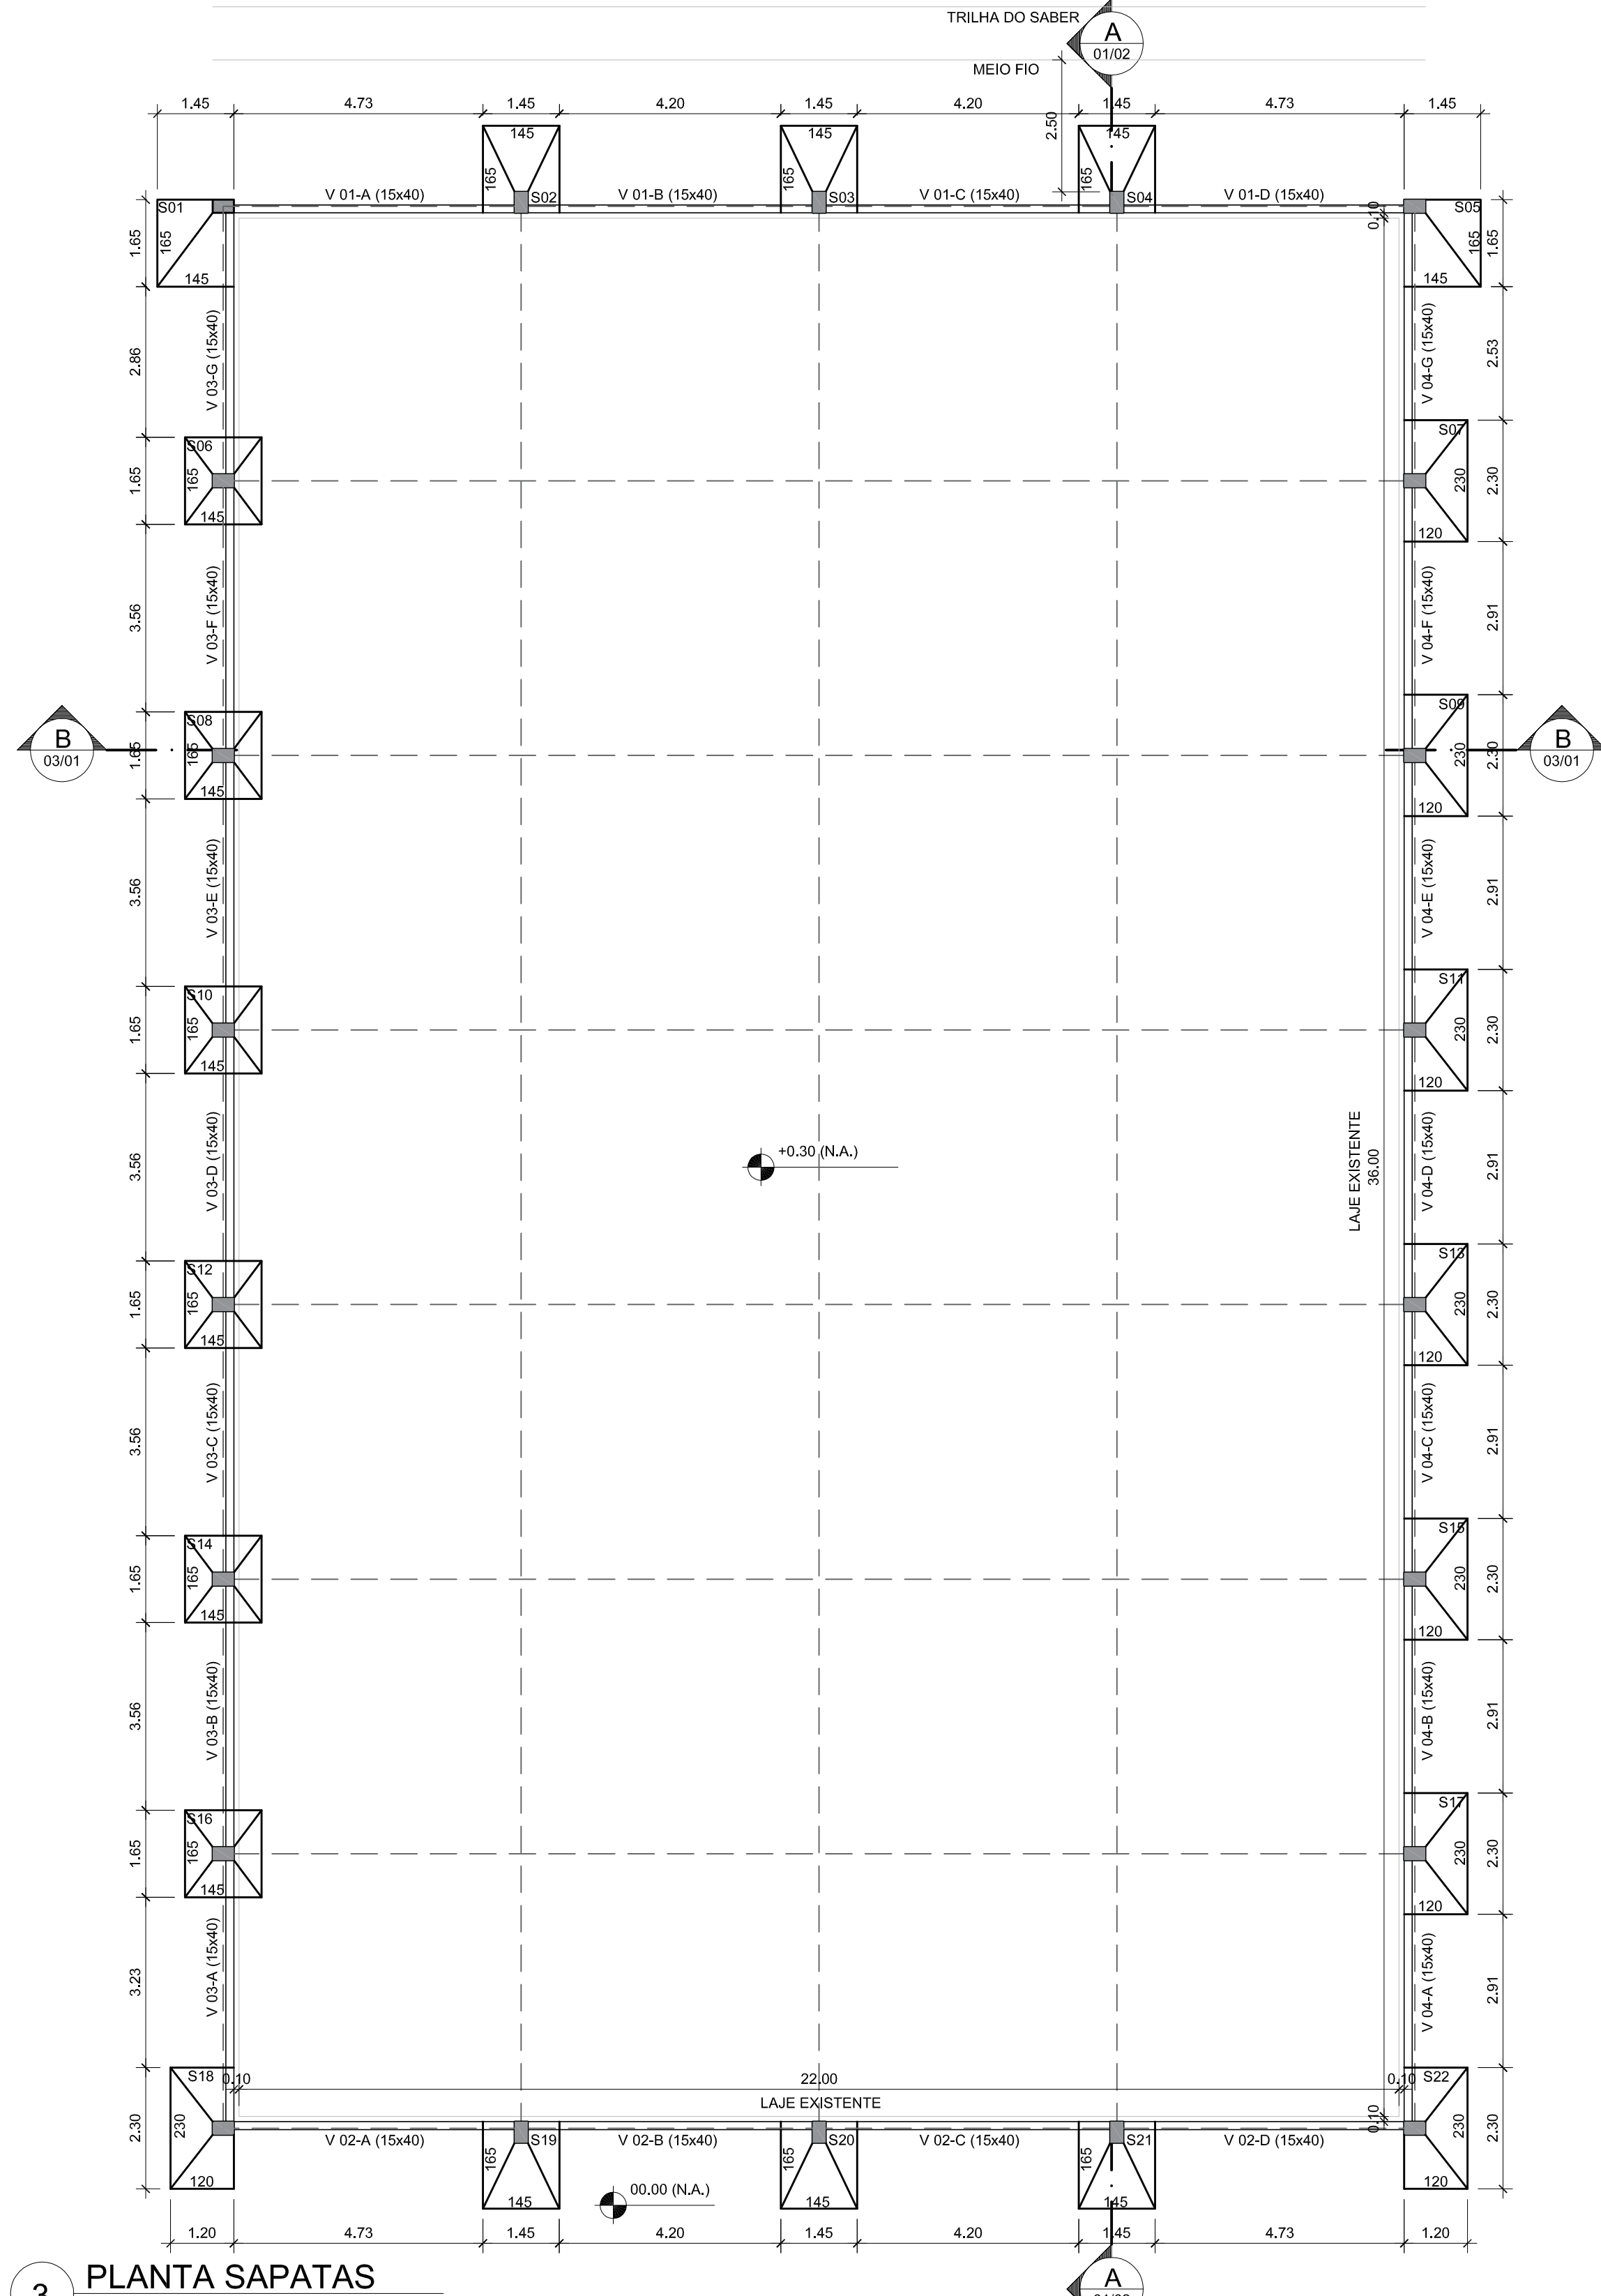 TRILHA DO SABER
A
01/02
MEIO FIO
1.45 4.73 1.45 4.20 1.45 4.20 1.45 4.73 1.45
2.50
145 145 145
165 165 165
S01 V 01-A (15x40) S02 V 01-B (15x40) S03 V 01-C (15x40) S04 V 01-D (15x40) S05
0.10
1.65 165 165 1.65
145 145
2.86 V 03-G (15x40) V 04-G (15x40) 2.53
S06 S07
1.65 165 230 2.30
145 120
3.56 V 03-F (15x40) V 04-F (15x40) 2.91
S08 S09
B
03/01
1.65 165 230 2.30
B
03/01
145 120
3.56 V 03-E (15x40) V 04-E (15x40) 2.91
S10 S11
1.65 165 230 2.30
145 120
3.56 V 03-D (15x40) +0.30 (N.A.) LAJE EXISTENTE 36.00 V 04-D (15x40) 2.91
S12 S13
1.65 165 230 2.30
145 120
3.56 V 03-C (15x40) V 04-C (15x40) 2.91
S14 S15
1.65 165 230 2.30
145 120
3.56 V 03-B (15x40) V 04-B (15x40) 2.91
S16 S17
1.65 165 230 2.30
145 120
3.23 V 03-A (15x40) V 04-A (15x40) 2.91
S18 0.10 22.00 0.10 S22
LAJE EXISTENTE
0.10
2.30 230 230 2.30
V 02-A (15x40) S19 V 02-B (15x40) S20 V 02-C (15x40) S21 V 02-D (15x40)
165 165 165
120 120
00.00 (N.A.)
145 145 145
1.20 4.73 1.45 4.20 1.45 4.20 1.45 4.73 1.20
PLANTA SAPATAS
A